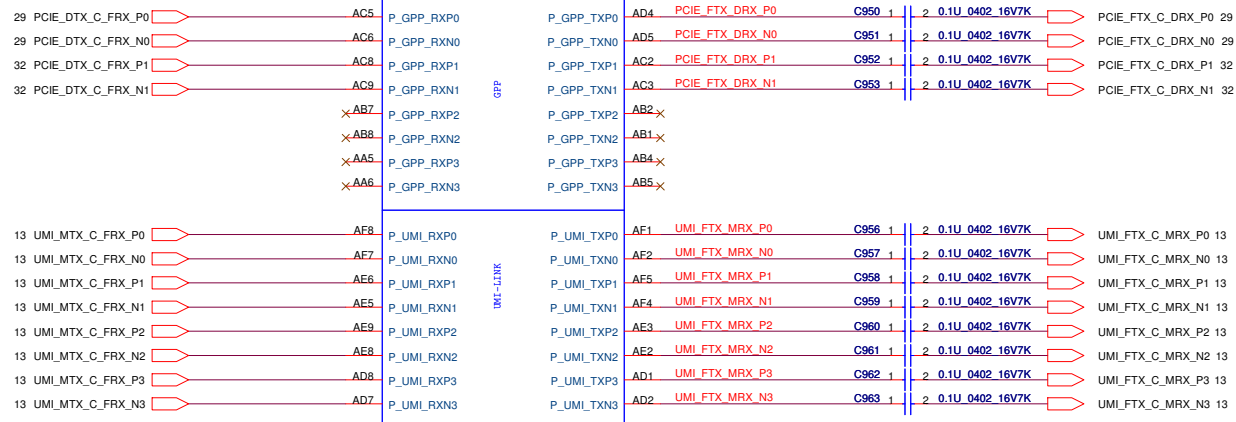 29 PCIE_DTX_C_FRX_P0 AC5 P_GPP_RXP0 P_GPP_TXP0 AD4 PCIE_FTX_DRX_P0 C950 1 2 0.1U_0402_16V7K PCIE_FTX_C_DRX_P0 29
29 PCIE_DTX_C_FRX_N0 AC6 P_GPP_RXN0 P_GPP_TXN0 AD5 PCIE_FTX_DRX_N0 C951 1 2 0.1U_0402_16V7K PCIE_FTX_C_DRX_N0 29
32 PCIE_DTX_C_FRX_P1 AC8 P_GPP_RXP1 P_GPP_TXP1 AC2 PCIE_FTX_DRX_P1 C952 1 2 0.1U_0402_16V7K PCIE_FTX_C_DRX_P1 32
32 PCIE_DTX_C_FRX_N1 AC9 P_GPP_RXN1 P_GPP_TXN1 AC3 PCIE_FTX_DRX_N1 C953 1 2 0.1U_0402_16V7K PCIE_FTX_C_DRX_N1 32
GPP
AB7 P_GPP_RXP2 P_GPP_TXP2 AB2
AB8 P_GPP_RXN2 P_GPP_TXN2 AB1
AA5 P_GPP_RXP3 P_GPP_TXP3 AB4
AA6 P_GPP_RXN3 P_GPP_TXN3 AB5
13 UMI_MTX_C_FRX_P0 AF8 P_UMI_RXP0 P_UMI_TXP0 AF1 UMI_FTX_MRX_P0 C956 1 2 0.1U_0402_16V7K UMI_FTX_C_MRX_P0 13
13 UMI_MTX_C_FRX_N0 AF7 P_UMI_RXN0 P_UMI_TXN0 AF2 UMI_FTX_MRX_N0 C957 1 2 0.1U_0402_16V7K UMI_FTX_C_MRX_N0 13
13 UMI_MTX_C_FRX_P1 AE6 P_UMI_RXP1 P_UMI_TXP1 AF5 UMI_FTX_MRX_P1 C958 1 2 0.1U_0402_16V7K UMI_FTX_C_MRX_P1 13
UMI-LINK
13 UMI_MTX_C_FRX_N1 AE5 P_UMI_RXN1 P_UMI_TXN1 AF4 UMI_FTX_MRX_N1 C959 1 2 0.1U_0402_16V7K UMI_FTX_C_MRX_N1 13
13 UMI_MTX_C_FRX_P2 AE9 P_UMI_RXP2 P_UMI_TXP2 AE3 UMI_FTX_MRX_P2 C960 1 2 0.1U_0402_16V7K UMI_FTX_C_MRX_P2 13
13 UMI_MTX_C_FRX_N2 AE8 P_UMI_RXN2 P_UMI_TXN2 AE2 UMI_FTX_MRX_N2 C961 1 2 0.1U_0402_16V7K UMI_FTX_C_MRX_N2 13
13 UMI_MTX_C_FRX_P3 AD8 P_UMI_RXP3 P_UMI_TXP3 AD1 UMI_FTX_MRX_P3 C962 1 2 0.1U_0402_16V7K UMI_FTX_C_MRX_P3 13
13 UMI_MTX_C_FRX_N3 AD7 P_UMI_RXN3 P_UMI_TXN3 AD2 UMI_FTX_MRX_N3 C963 1 2 0.1U_0402_16V7K UMI_FTX_C_MRX_N3 13